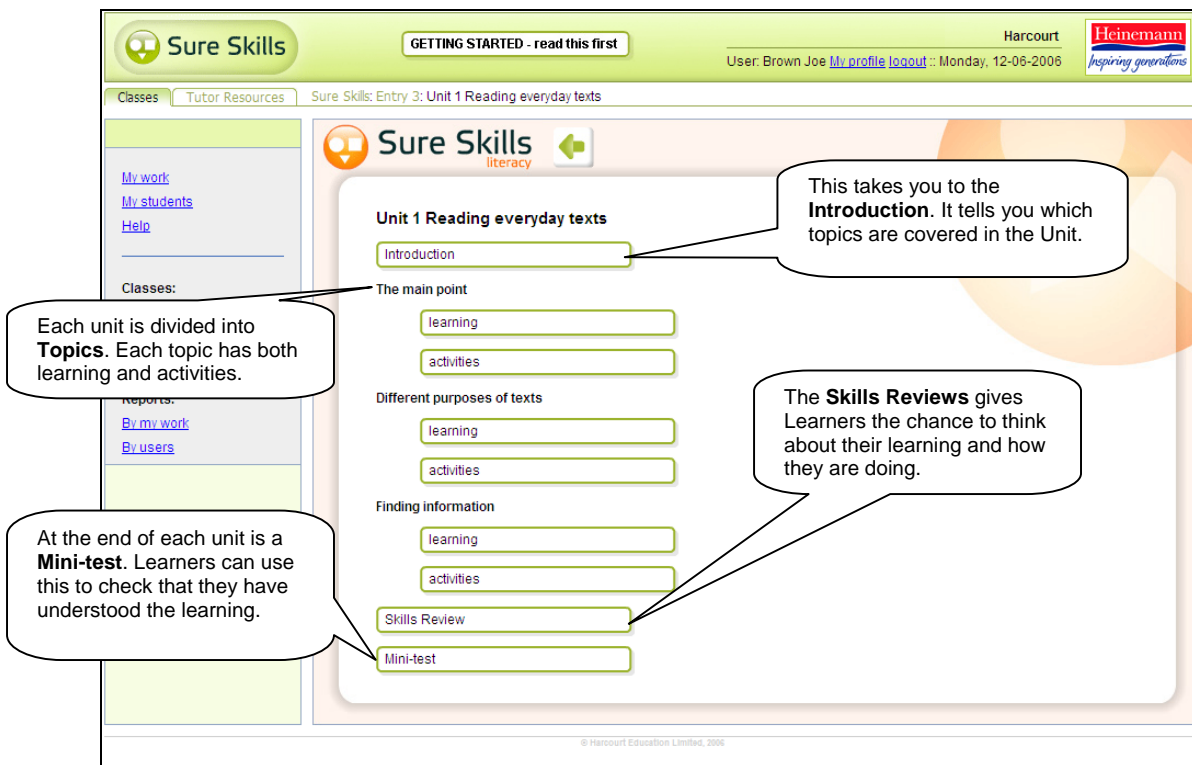 Sure Skills
GETTING STARTED - read this first
Harcourt
User: Brown Joe My profile logout :: Monday, 12-06-2006
Heinemann
Inspiring generations
Classes
Tutor Resources
Sure Skills: Entry 3: Unit 1 Reading everyday texts
Sure Skills
literacy
My work
My students
Help
Classes:
Reports:
By my work
By users
Unit 1 Reading everyday texts
Introduction
The main point
learning
activities
Different purposes of texts
learning
activities
Finding information
learning
activities
Skills Review
Mini-test
This takes you to the
Introduction. It tells you which
topics are covered in the Unit.
Each unit is divided into
Topics. Each topic has both
learning and activities.
The Skills Reviews gives
Learners the chance to think
about their learning and how
they are doing.
At the end of each unit is a
Mini-test. Learners can use
this to check that they have
understood the learning.
© Harcourt Education Limited, 2006